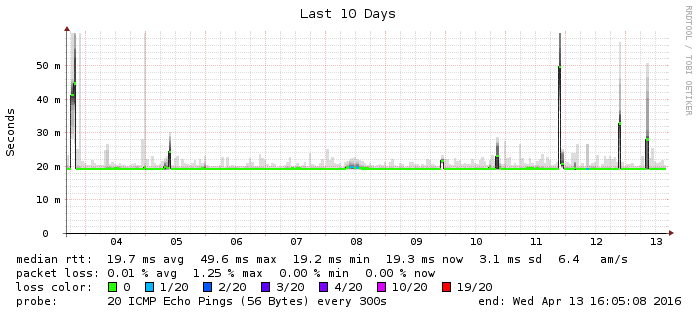 Last 10 Days
RRDTOOL / TOBI OETIKER
Seconds
50 m
40 m
30 m
20 m
10 m
0
04 05 06 07 08 09 10 11 12 13
median rtt: 19.7 ms avg 49.6 ms max 19.2 ms min 19.3 ms now 3.1 ms sd 6.4 am/s
packet loss: 0.01 % avg 1.25 % max 0.00 % min 0.00 % now
loss color: 0 1/20 2/20 3/20 4/20 10/20 19/20
probe: 20 ICMP Echo Pings (56 Bytes) every 300s end: Wed Apr 13 16:05:08 2016